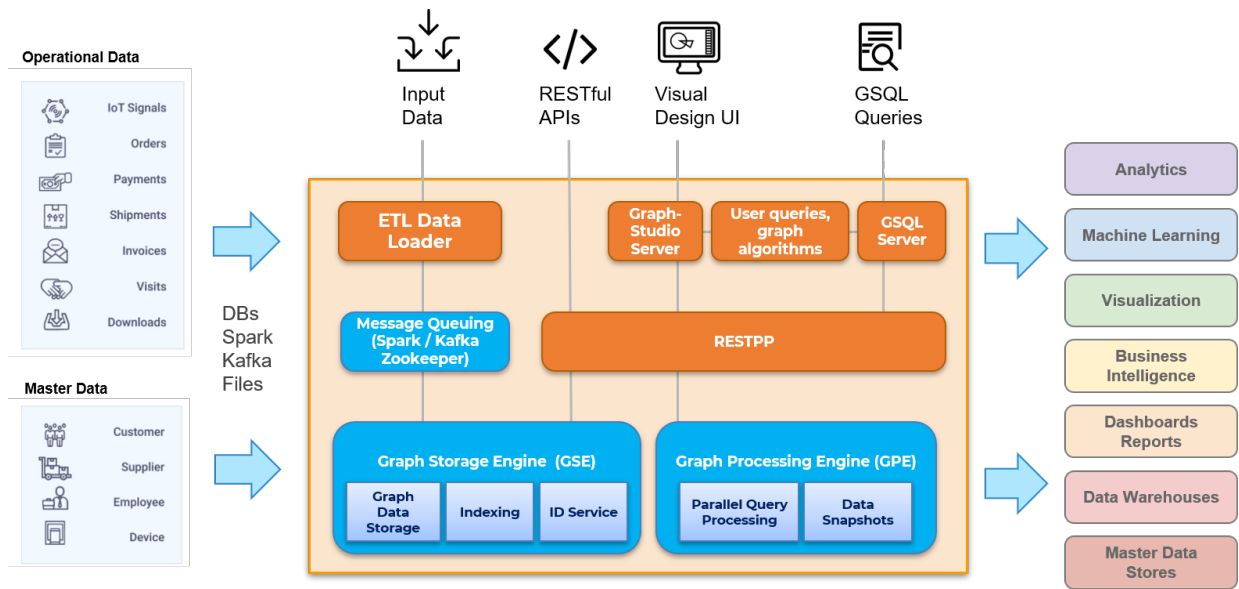 Operational Data
IoT Signals
Orders
Payments
Shipments
Invoices
Visits
Downloads
Master Data
Customer
Supplier
Employee
Device
DBs
Spark
Kafka
Files
Input
Data
RESTful
APIs
Visual
Design UI
GSQL
Queries
ETL Data
Loader
Graph-
Studio
Server
User queries,
graph
algorithms
GSQL
Server
Message Queuing
(Spark / Kafka
Zookeeper)
RESTPP
Graph Storage Engine (GSE)
Graph
Data
Storage
Indexing
ID Service
Graph Processing Engine (GPE)
Parallel Query
Processing
Data
Snapshots
Analytics
Machine Learning
Visualization
Business
Intelligence
Dashboards
Reports
Data Warehouses
Master Data
Stores